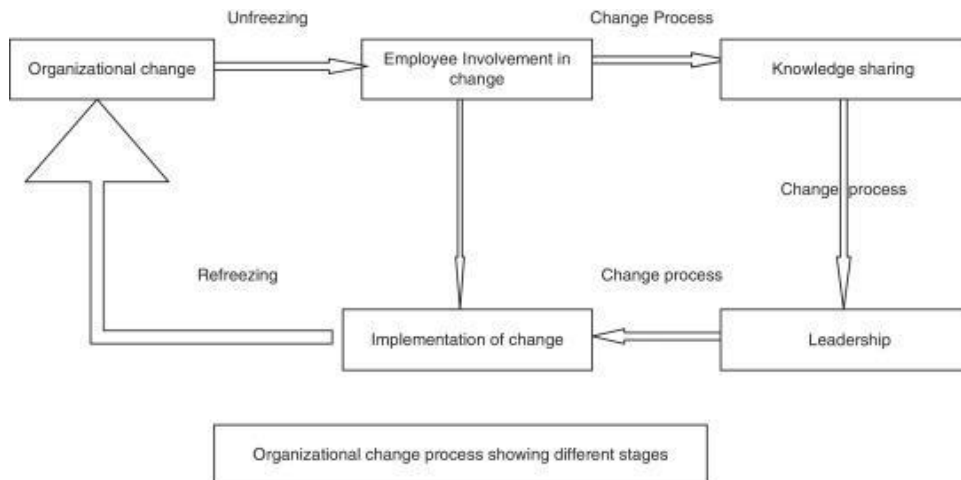 Unfreezing
Change Process
Organizational change
Employee Involvement in
change
Knowledge sharing
Change process
Refreezing
Change process
Implementation of change
Leadership
Organizational change process showing different stages